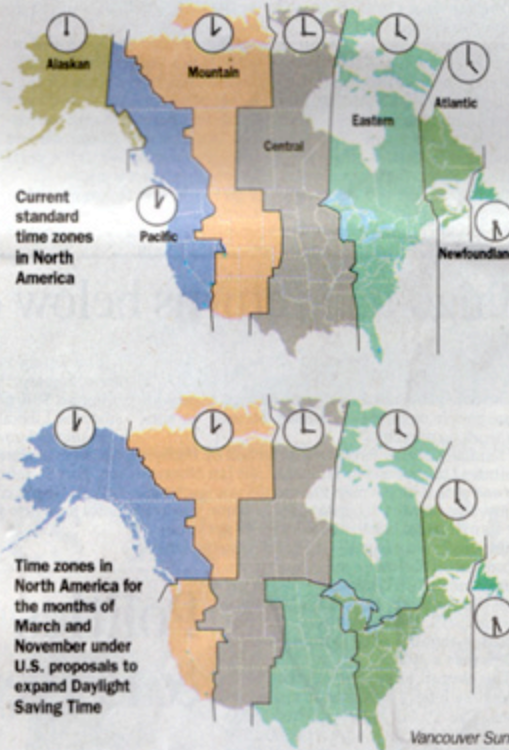 Alaskan
Mountain
Atlantic
Eastern
Central
Current
standard
time zones
in North
America
Pacific
Newfoundlan
Time zones in
North America for
the months of
March and
November under
U.S. proposals to
expand Daylight
Saving Time
Vancouver Sun